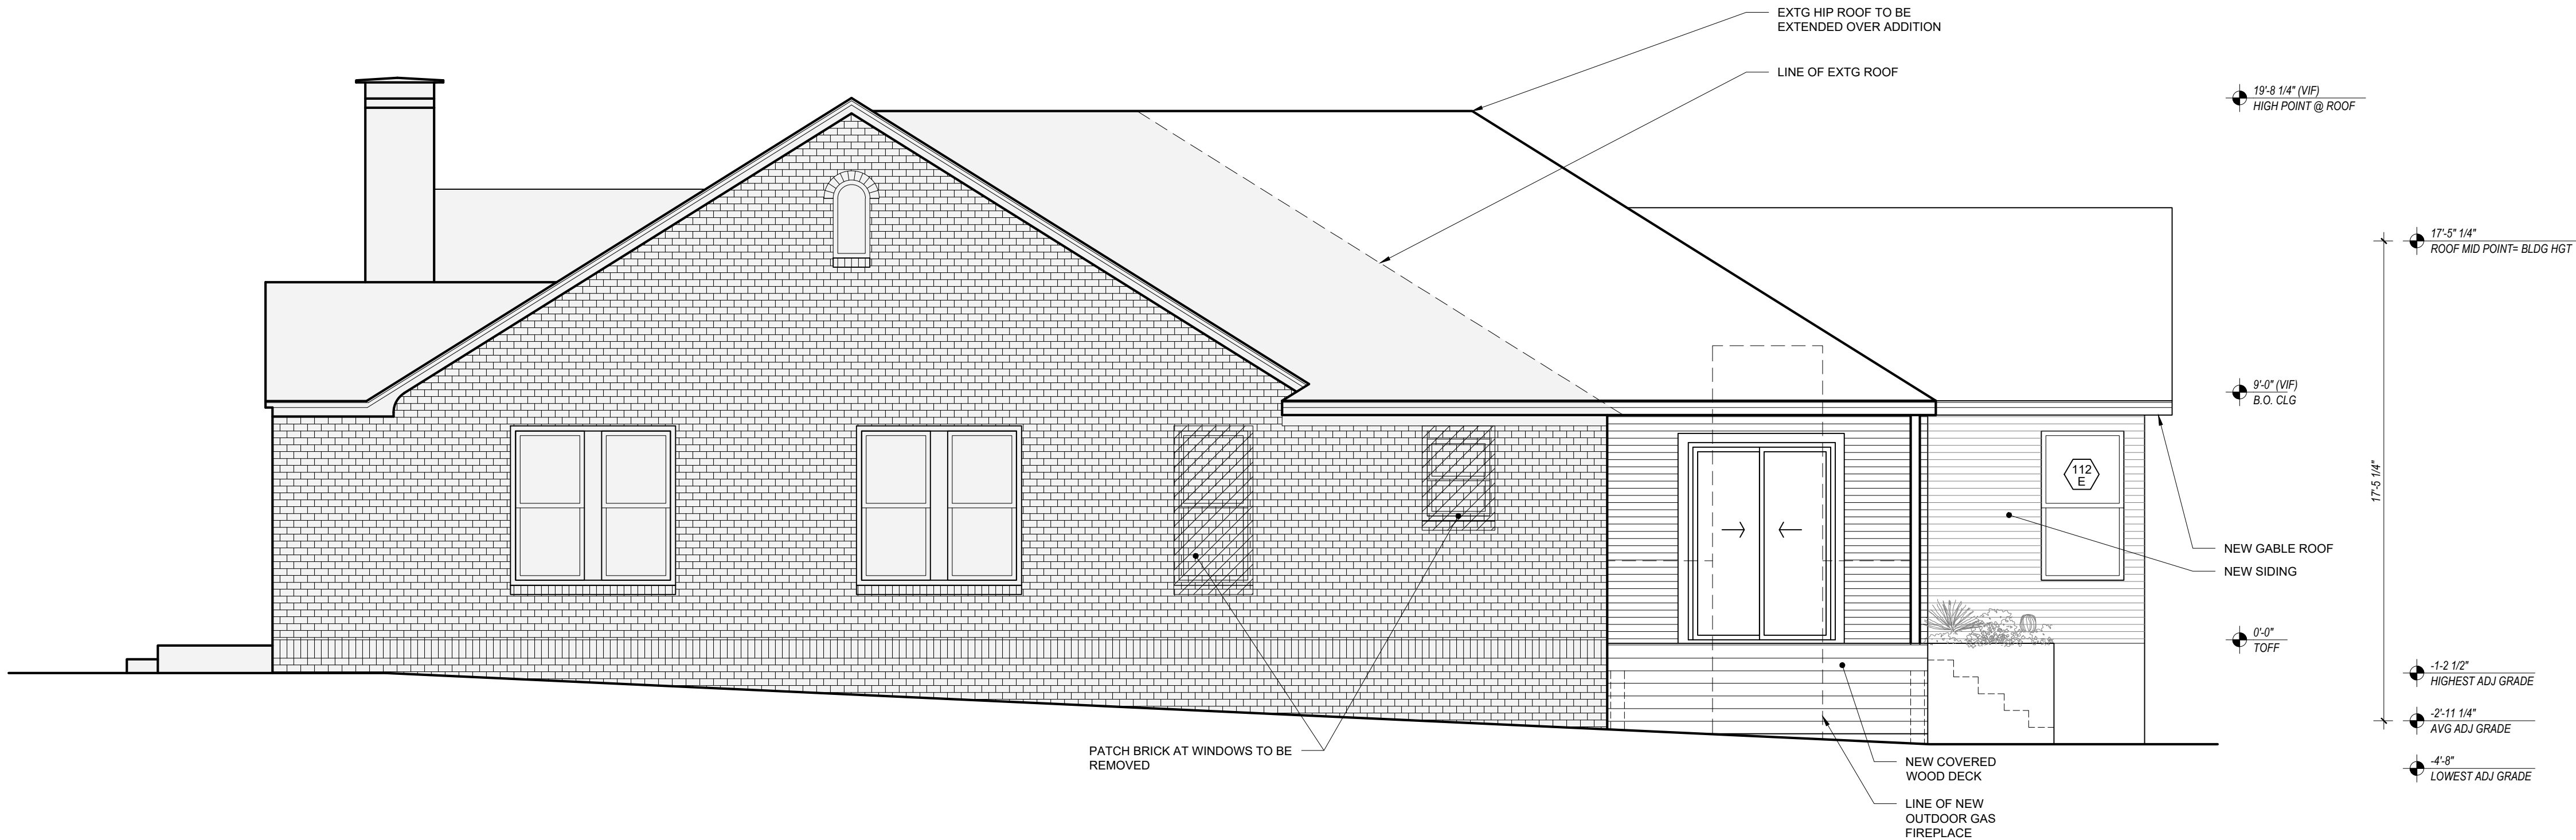 EXTG HIP ROOF TO BE
EXTENDED OVER ADDITION
LINE OF EXTG ROOF
19'-8 1/4" (VIF)
HIGH POINT @ ROOF
17'-5" 1/4"
ROOF MID POINT= BLDG HGT
9'-0" (VIF)
B.O. CLG
17'-5 1/4"
112
E
NEW GABLE ROOF
NEW SIDING
0'-0"
TOFF
-1-2 1/2"
HIGHEST ADJ GRADE
-2'-11 1/4"
AVG ADJ GRADE
-4'-8"
LOWEST ADJ GRADE
PATCH BRICK AT WINDOWS TO BE
REMOVED
NEW COVERED
WOOD DECK
LINE OF NEW
OUTDOOR GAS
FIREPLACE